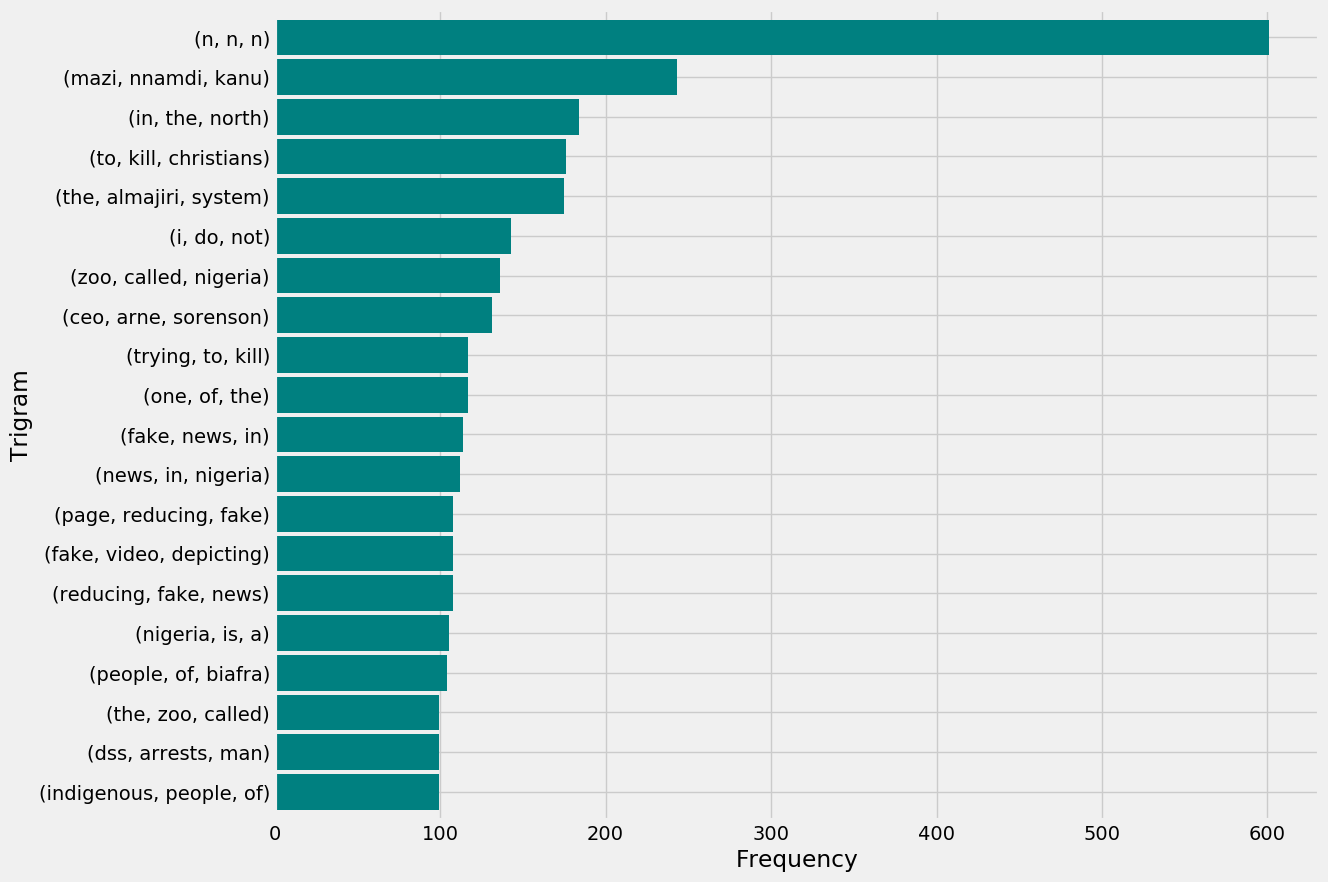 (n, n, n)
(mazi, nnamdi, kanu)
(in, the, north)
(to, kill, christians)
(the, almajiri, system)
(i, do, not)
(zoo, called, nigeria)
(ceo, arne, sorenson)
(trying, to, kill)
(one, of, the)
(fake, news, in)
(news, in, nigeria)
(page, reducing, fake)
(fake, video, depicting)
(reducing, fake, news)
(nigeria, is, a)
(people, of, biafra)
(the, zoo, called)
(dss, arrests, man)
(indigenous, people, of)
Trigram
0 100 200 300 400 500 600
Frequency